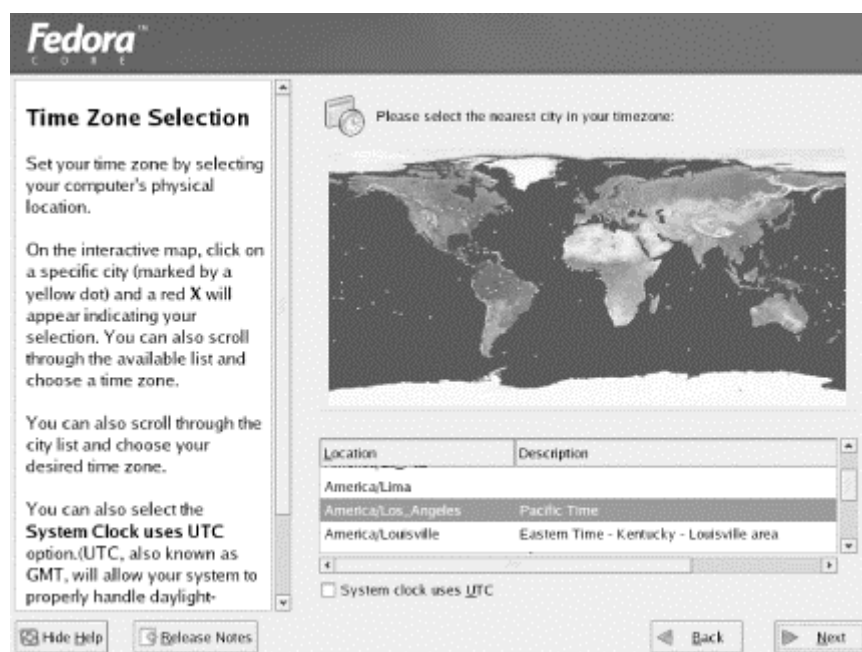 Fedora™
CORE
Time Zone Selection
Set your time zone by selecting
your computer's physical
location.
On the interactive map, click on
a specific city (marked by a
yellow dot) and a red X will
appear indicating your
selection. You can also scroll
through the available list and
choose a time zone.
You can also scroll through the
city list and choose your
desired time zone.
You can also select the
System Clock uses UTC
option.(UTC, also known as
GMT, will allow your system to
properly handle daylight-
Please select the nearest city in your timezone:
Location Description
America/Lima
America/Los_Angeles Pacific Time
America/Louisville Eastern Time - Kentucky - Louisville area
System clock uses UTC
Hide Help Release Notes Back Next